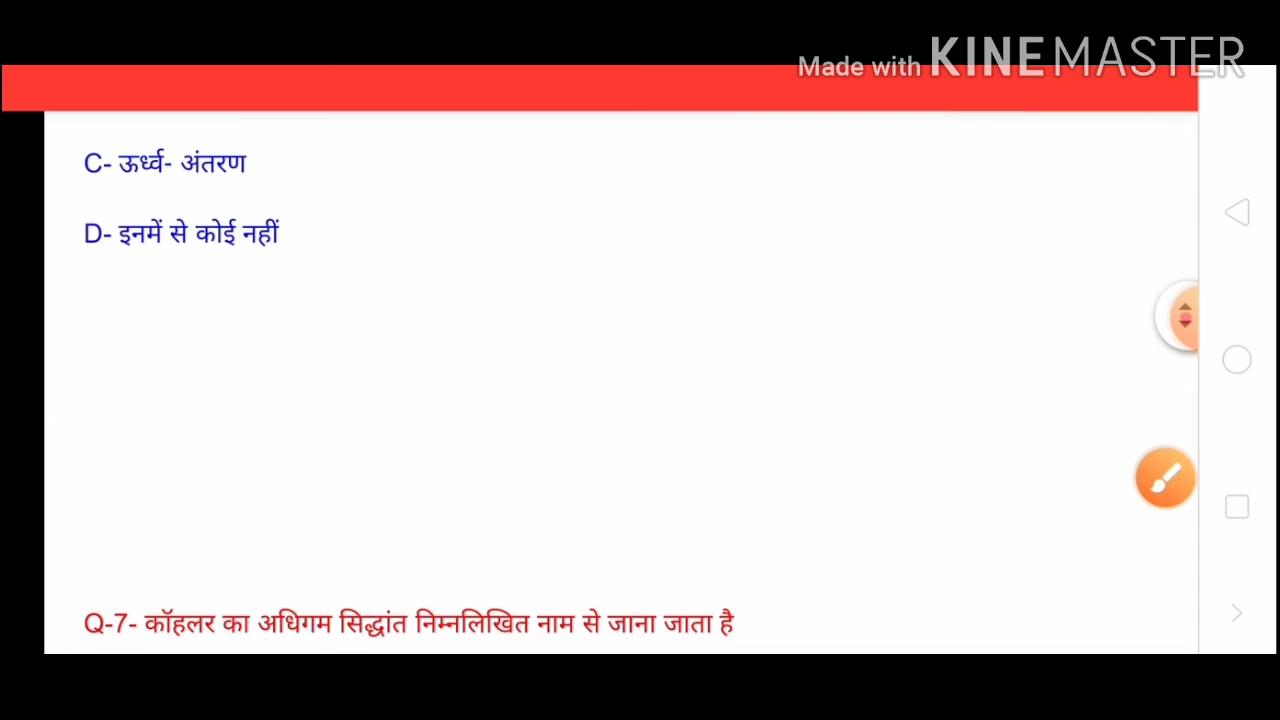 Made with KINEMASTER
C- ऊर्ध्व- अंतरण
D- इनमें से कोई नहीं
Q-7- कॉहलर का अधिगम सिद्धांत निम्नलिखित नाम से जाना जाता है